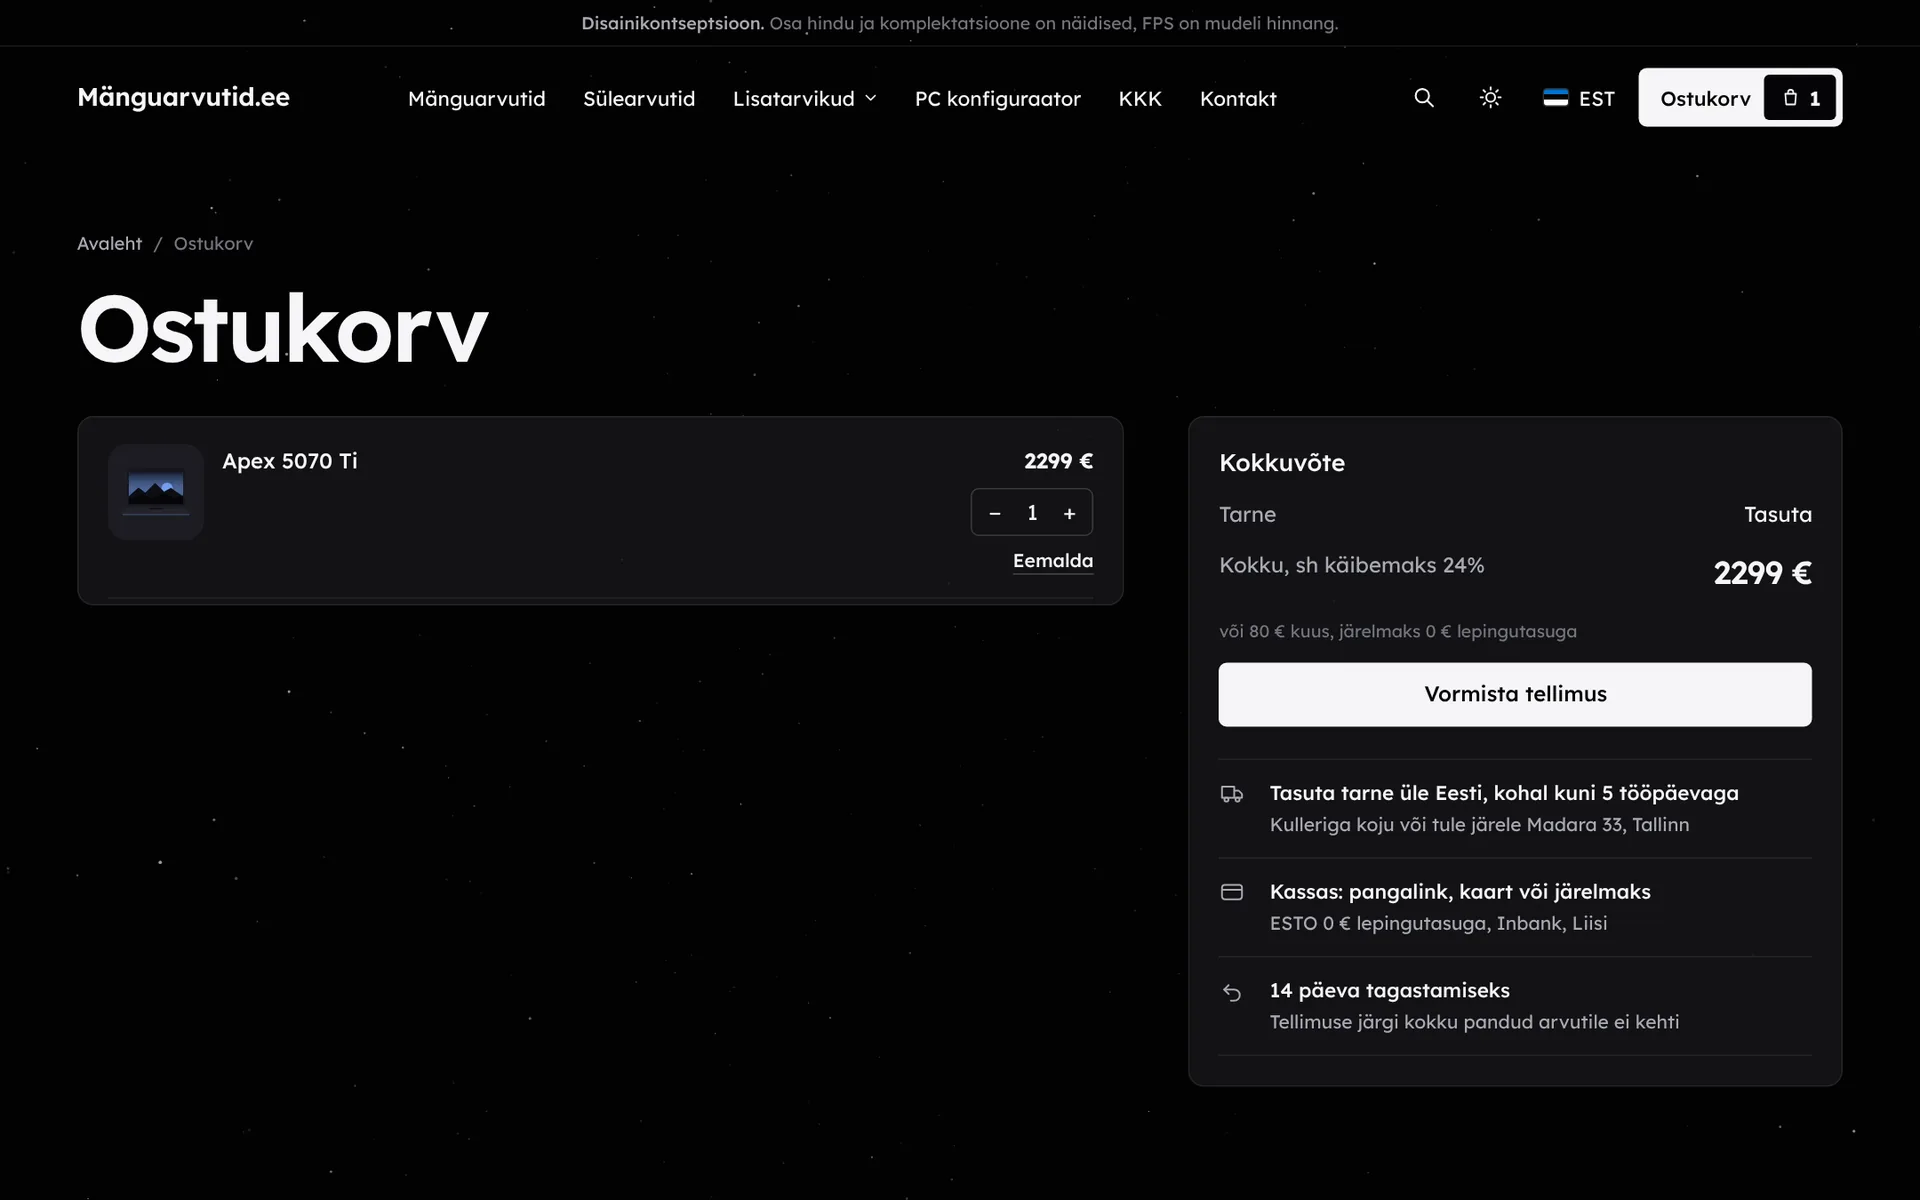 Disainikontseptsioon. Osa hindu ja komplektatsioone on näidised, FPS on mudeli hinnang.
Mänguarvutid.ee
Mänguarvutid
Sülearvutid
Lisatarvikud
PC konfiguraator
KKK
Kontakt
EST
Ostukorv
1
Avaleht / Ostukorv
Ostukorv
Apex 5070 Ti
2299 €
− 1 +
Eemalda
Kokkuvõte
Tarne
Tasuta
Kokku, sh käibemaks 24%
2299 €
või 80 € kuus, järelmaks 0 € lepingutasuga
Vormista tellimus
Tasuta tarne üle Eesti, kohal kuni 5 tööpäevaga
Kulleriga koju või tule järele Madara 33, Tallinn
Kassas: pangalink, kaart või järelmaks
ESTO 0 € lepingutasuga, Inbank, Liisi
14 päeva tagastamiseks
Tellimuse järgi kokku pandud arvutile ei kehti